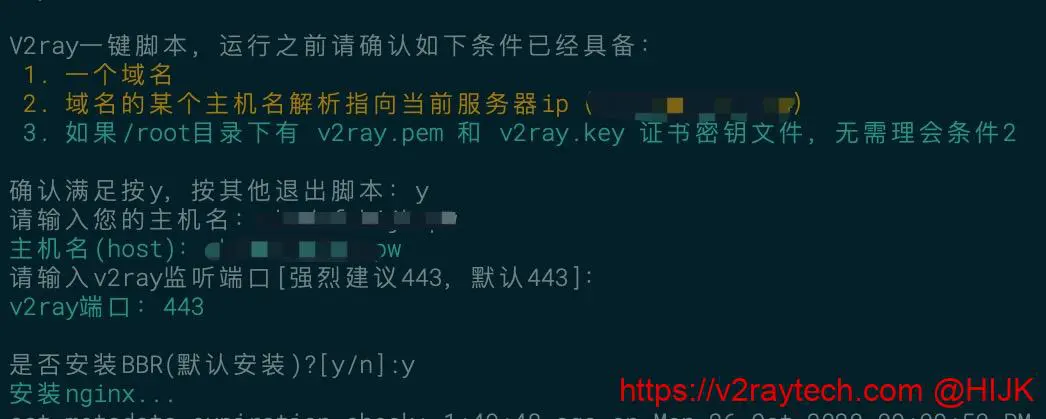 V2ray一键脚本，运行之前请确认如下条件已经具备：
1. 一个域名
2. 域名的某个主机名解析指向当前服务器ip（ ）
3. 如果/root目录下有 v2ray.pem 和 v2ray.key 证书密钥文件，无需理会条件2
确认满足按y，按其他退出脚本：y
请输入您的主机名：
主机名(host)：
请输入v2ray监听端口[强烈建议443，默认443]：
v2ray端口：443
是否安装BBR(默认安装)?[y/n]:y
安装nginx...
https://v2raytech.com @HIJK